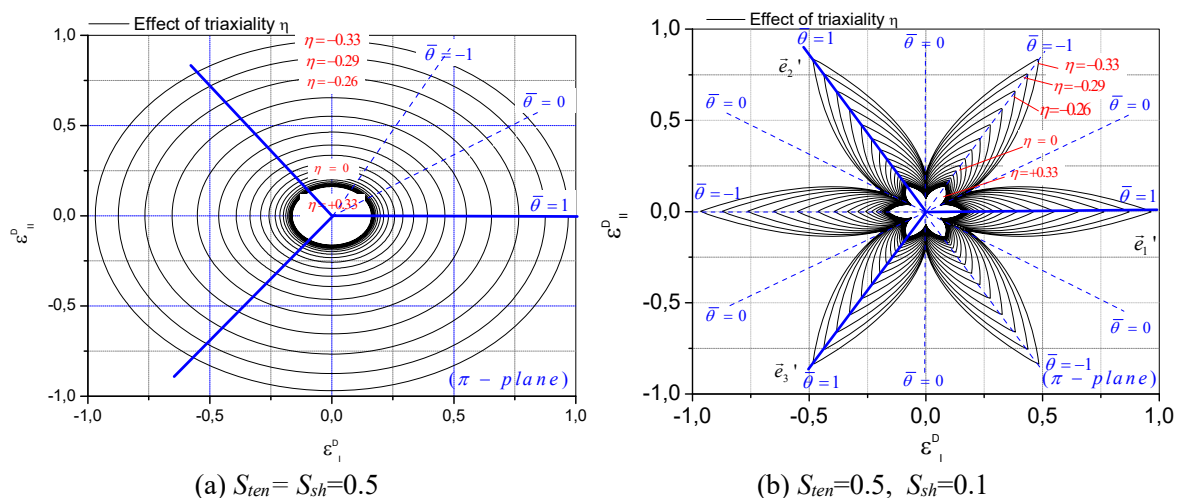 Effect of triaxiality η
1,0
0,5
0,0
-0,5
-1,0
-1,0
-0,5
0,0
0,5
1,0
ε^D_II
ε^D_I
η=−0.33
η=−0.29
η=−0.26
η = 0
η=+0.33
θ̅ = −1
θ̅ = 0
θ̅ = 1
(π − plane)
(a) S_ten = S_sh=0.5
Effect of triaxiality η
1,0
0,5
0,0
-0,5
-1,0
-1,0
-0,5
0,0
0,5
1,0
ε^D_II
ε^D_I
θ̅ = 1
θ̅ = 0
θ̅ = −1
e⃗_2'
η=−0.33
η=−0.29
η=−0.26
θ̅ = 0
θ̅ = 0
η = 0
η=+0.33
θ̅ = −1
θ̅ = 1
e⃗_1'
θ̅ = 0
θ̅ = 0
e⃗_3'
θ̅ = 1
θ̅ = 0
θ̅ = −1
(π − plane)
(b) S_ten=0.5, S_sh=0.1